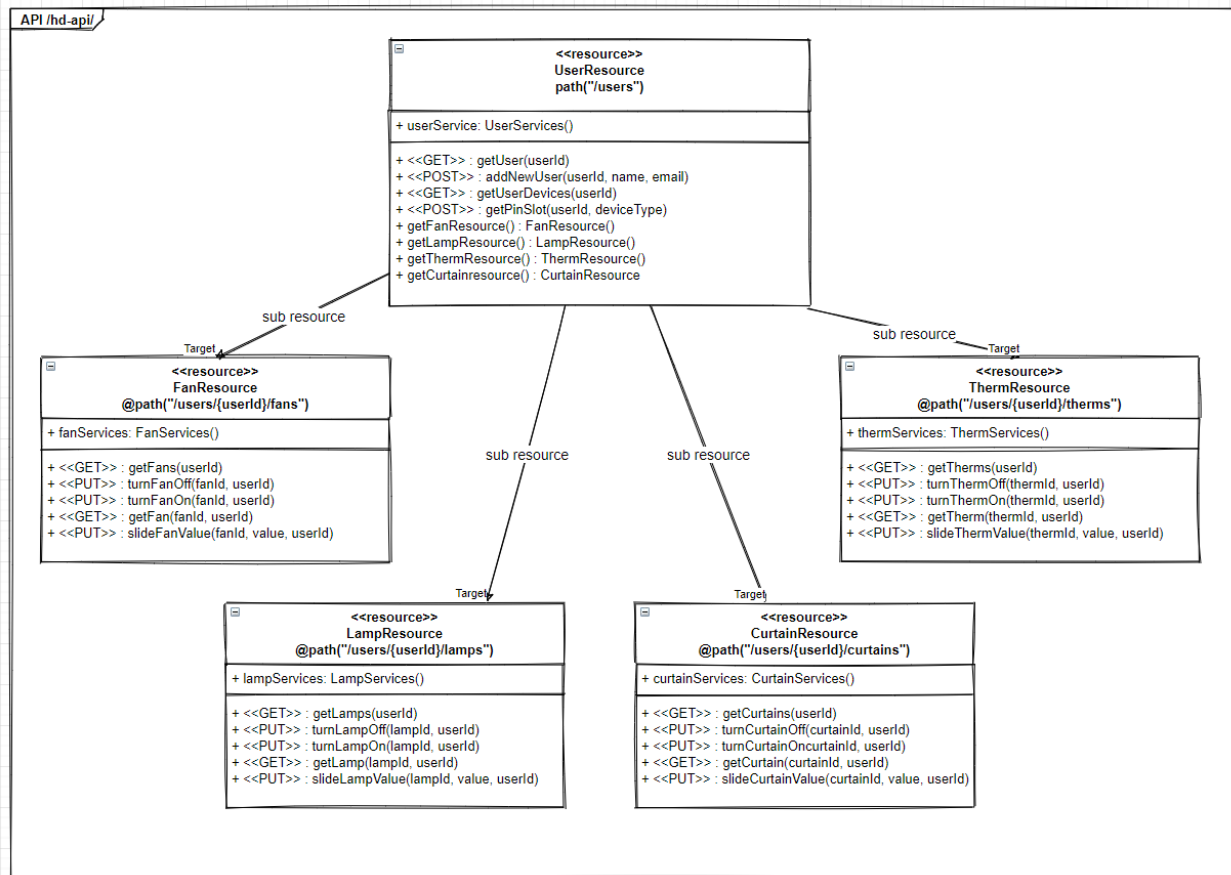 API /hd-api/
<<resource>>
UserResource
path("/users")
+ userService: UserServices()
+ <<GET>> : getUser(userId)
+ <<POST>> : addNewUser(userId, name, email)
+ <<GET>> : getUserDevices(userId)
+ <<POST>> : getPinSlot(userId, deviceType)
+ getFanResource() : FanResource()
+ getLampResource() : LampResource()
+ getThermResource() : ThermResource()
+ getCurtainresource() : CurtainResource
sub resource
sub resource
Target
Target
<<resource>>
FanResource
@path("/users/{userId}/fans")
+ fanServices: FanServices()
+ <<GET>> : getFans(userId)
+ <<PUT>> : turnFanOff(fanId, userId)
+ <<PUT>> : turnFanOn(fanId, userId)
+ <<GET>> : getFan(fanId, userId)
+ <<PUT>> : slideFanValue(fanId, value, userId)
<<resource>>
ThermResource
@path("/users/{userId}/therms")
+ thermServices: ThermServices()
+ <<GET>> : getTherms(userId)
+ <<PUT>> : turnThermOff(thermId, userId)
+ <<PUT>> : turnThermOn(thermId, userId)
+ <<GET>> : getTherm(thermId, userId)
+ <<PUT>> : slideThermValue(thermId, value, userId)
sub resource
sub resource
Target
Target
<<resource>>
LampResource
@path("/users/{userId}/lamps")
+ lampServices: LampServices()
+ <<GET>> : getLamps(userId)
+ <<PUT>> : turnLampOff(lampId, userId)
+ <<PUT>> : turnLampOn(lampId, userId)
+ <<GET>> : getLamp(lampId, userId)
+ <<PUT>> : slideLampValue(lampId, value, userId)
<<resource>>
CurtainResource
@path("/users/{userId}/curtains")
+ curtainServices: CurtainServices()
+ <<GET>> : getCurtains(userId)
+ <<PUT>> : turnCurtainOff(curtainId, userId)
+ <<PUT>> : turnCurtainOncurtainId, userId)
+ <<GET>> : getCurtain(curtainId, userId)
+ <<PUT>> : slideCurtainValue(curtainId, value, userId)